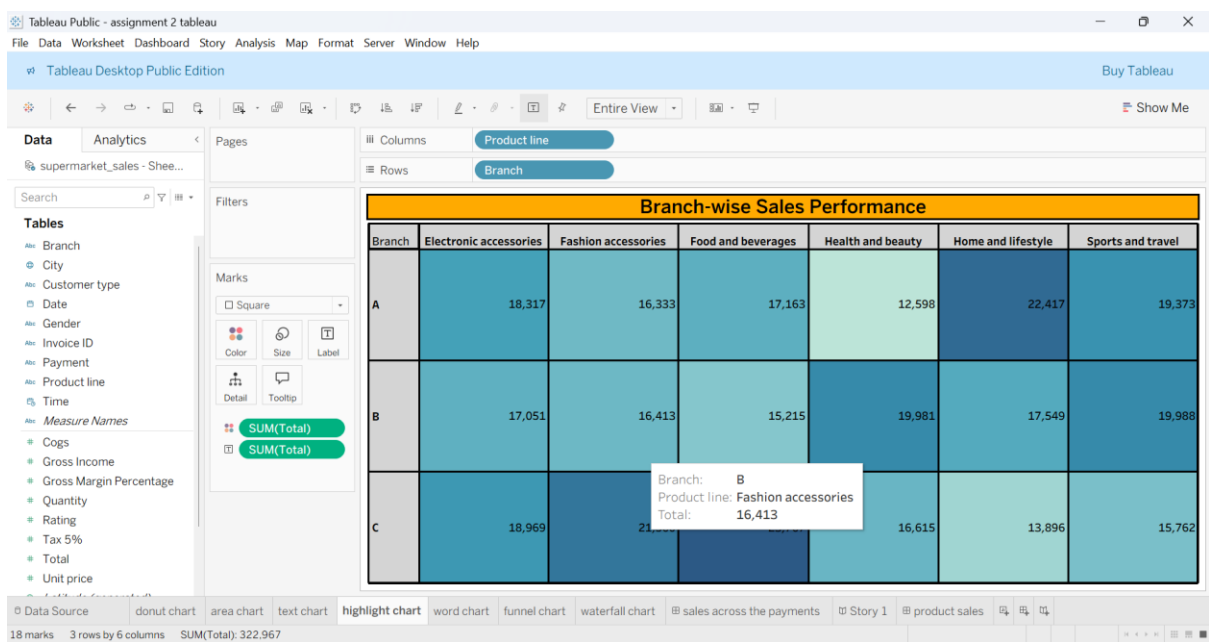 Tableau Public - assignment 2 tableau
File Data Worksheet Dashboard Story Analysis Map Format Server Window Help
Tableau Desktop Public Edition
Buy Tableau
Entire View
Show Me
Data Analytics
supermarket_sales - Shee...
Search
Tables
Abc Branch
City
Abc Customer type
Date
Abc Gender
Abc Invoice ID
Abc Payment
Abc Product line
Time
Abc Measure Names
# Cogs
# Gross Income
# Gross Margin Percentage
# Quantity
# Rating
# Tax 5%
# Total
# Unit price
Pages
Filters
Marks
Square
Color Size Label
Detail Tooltip
SUM(Total)
SUM(Total)
Columns Product line
Rows Branch
Branch-wise Sales Performance
Branch Electronic accessories Fashion accessories Food and beverages Health and beauty Home and lifestyle Sports and travel
A 18,317 16,333 17,163 12,598 22,417 19,373
B 17,051 16,413 15,215 19,981 17,549 19,988
C 18,969 16,615 13,896 15,762
Branch: B
Product line: Fashion accessories
Total: 16,413
Data Source donut chart area chart text chart highlight chart word chart funnel chart waterfall chart sales across the payments Story 1 product sales
18 marks 3 rows by 6 columns SUM(Total): 322,967